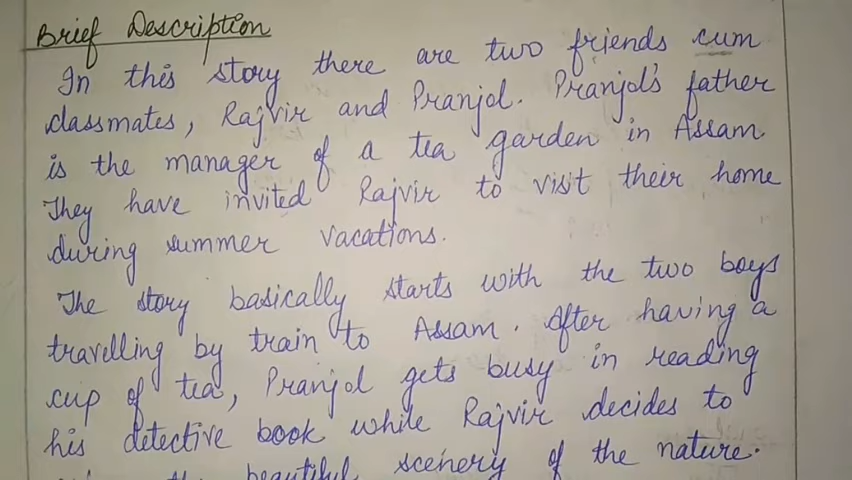 Brief Description
In this story there are two friends cum
classmates, Rajvir and Pranjol. Pranjol's father
is the manager of a tea garden in Assam.
They have invited Rajvir to visit their home
during summer vacations.
The story basically starts with the two boys
travelling by train to Assam. After having a
cup of tea, Pranjol gets busy in reading
his detective book while Rajvir decides to
the beautiful scenery of the nature.